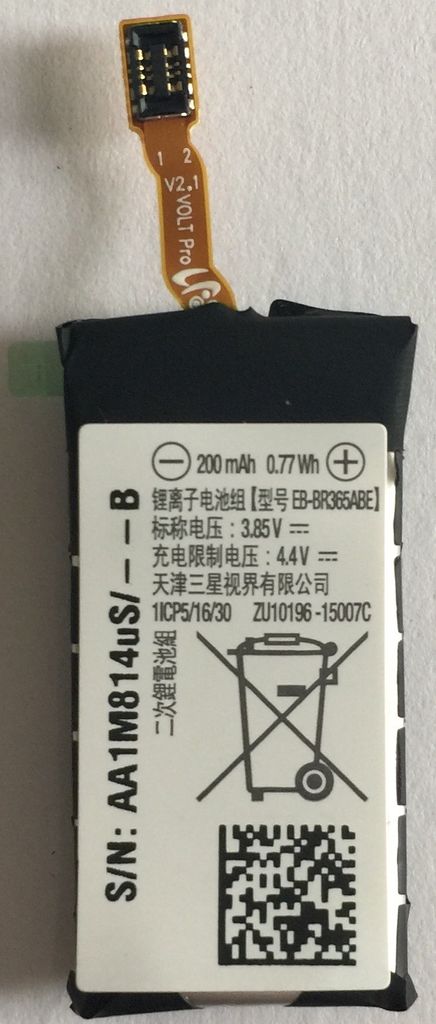 1 2
V2.1
VOLT Pro
200 mAh 0.77 Wh
锂离子电池组【型号 EB-BR365ABE】
标称电压：3.85V
充电限制电压：4.4V
天津三星视界有限公司
1ICP5/16/30 ZU10196-15007C
二次鋰電池組
S/N: AA1M814uS/--B